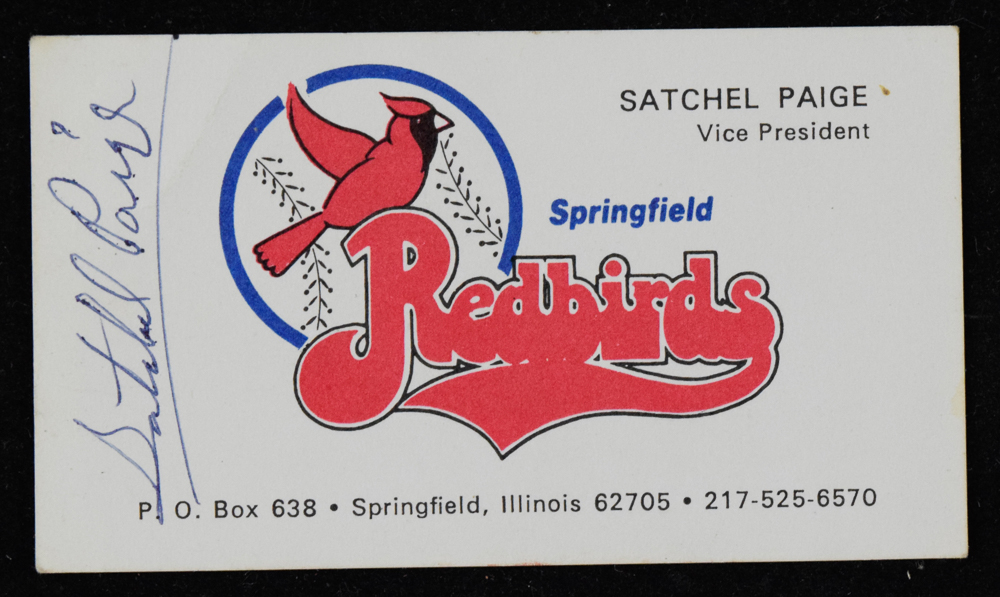 Satchel Paige
SATCHEL PAIGE
Vice President
Springfield
Redbirds
P. O. Box 638 • Springfield, Illinois 62705 • 217-525-6570